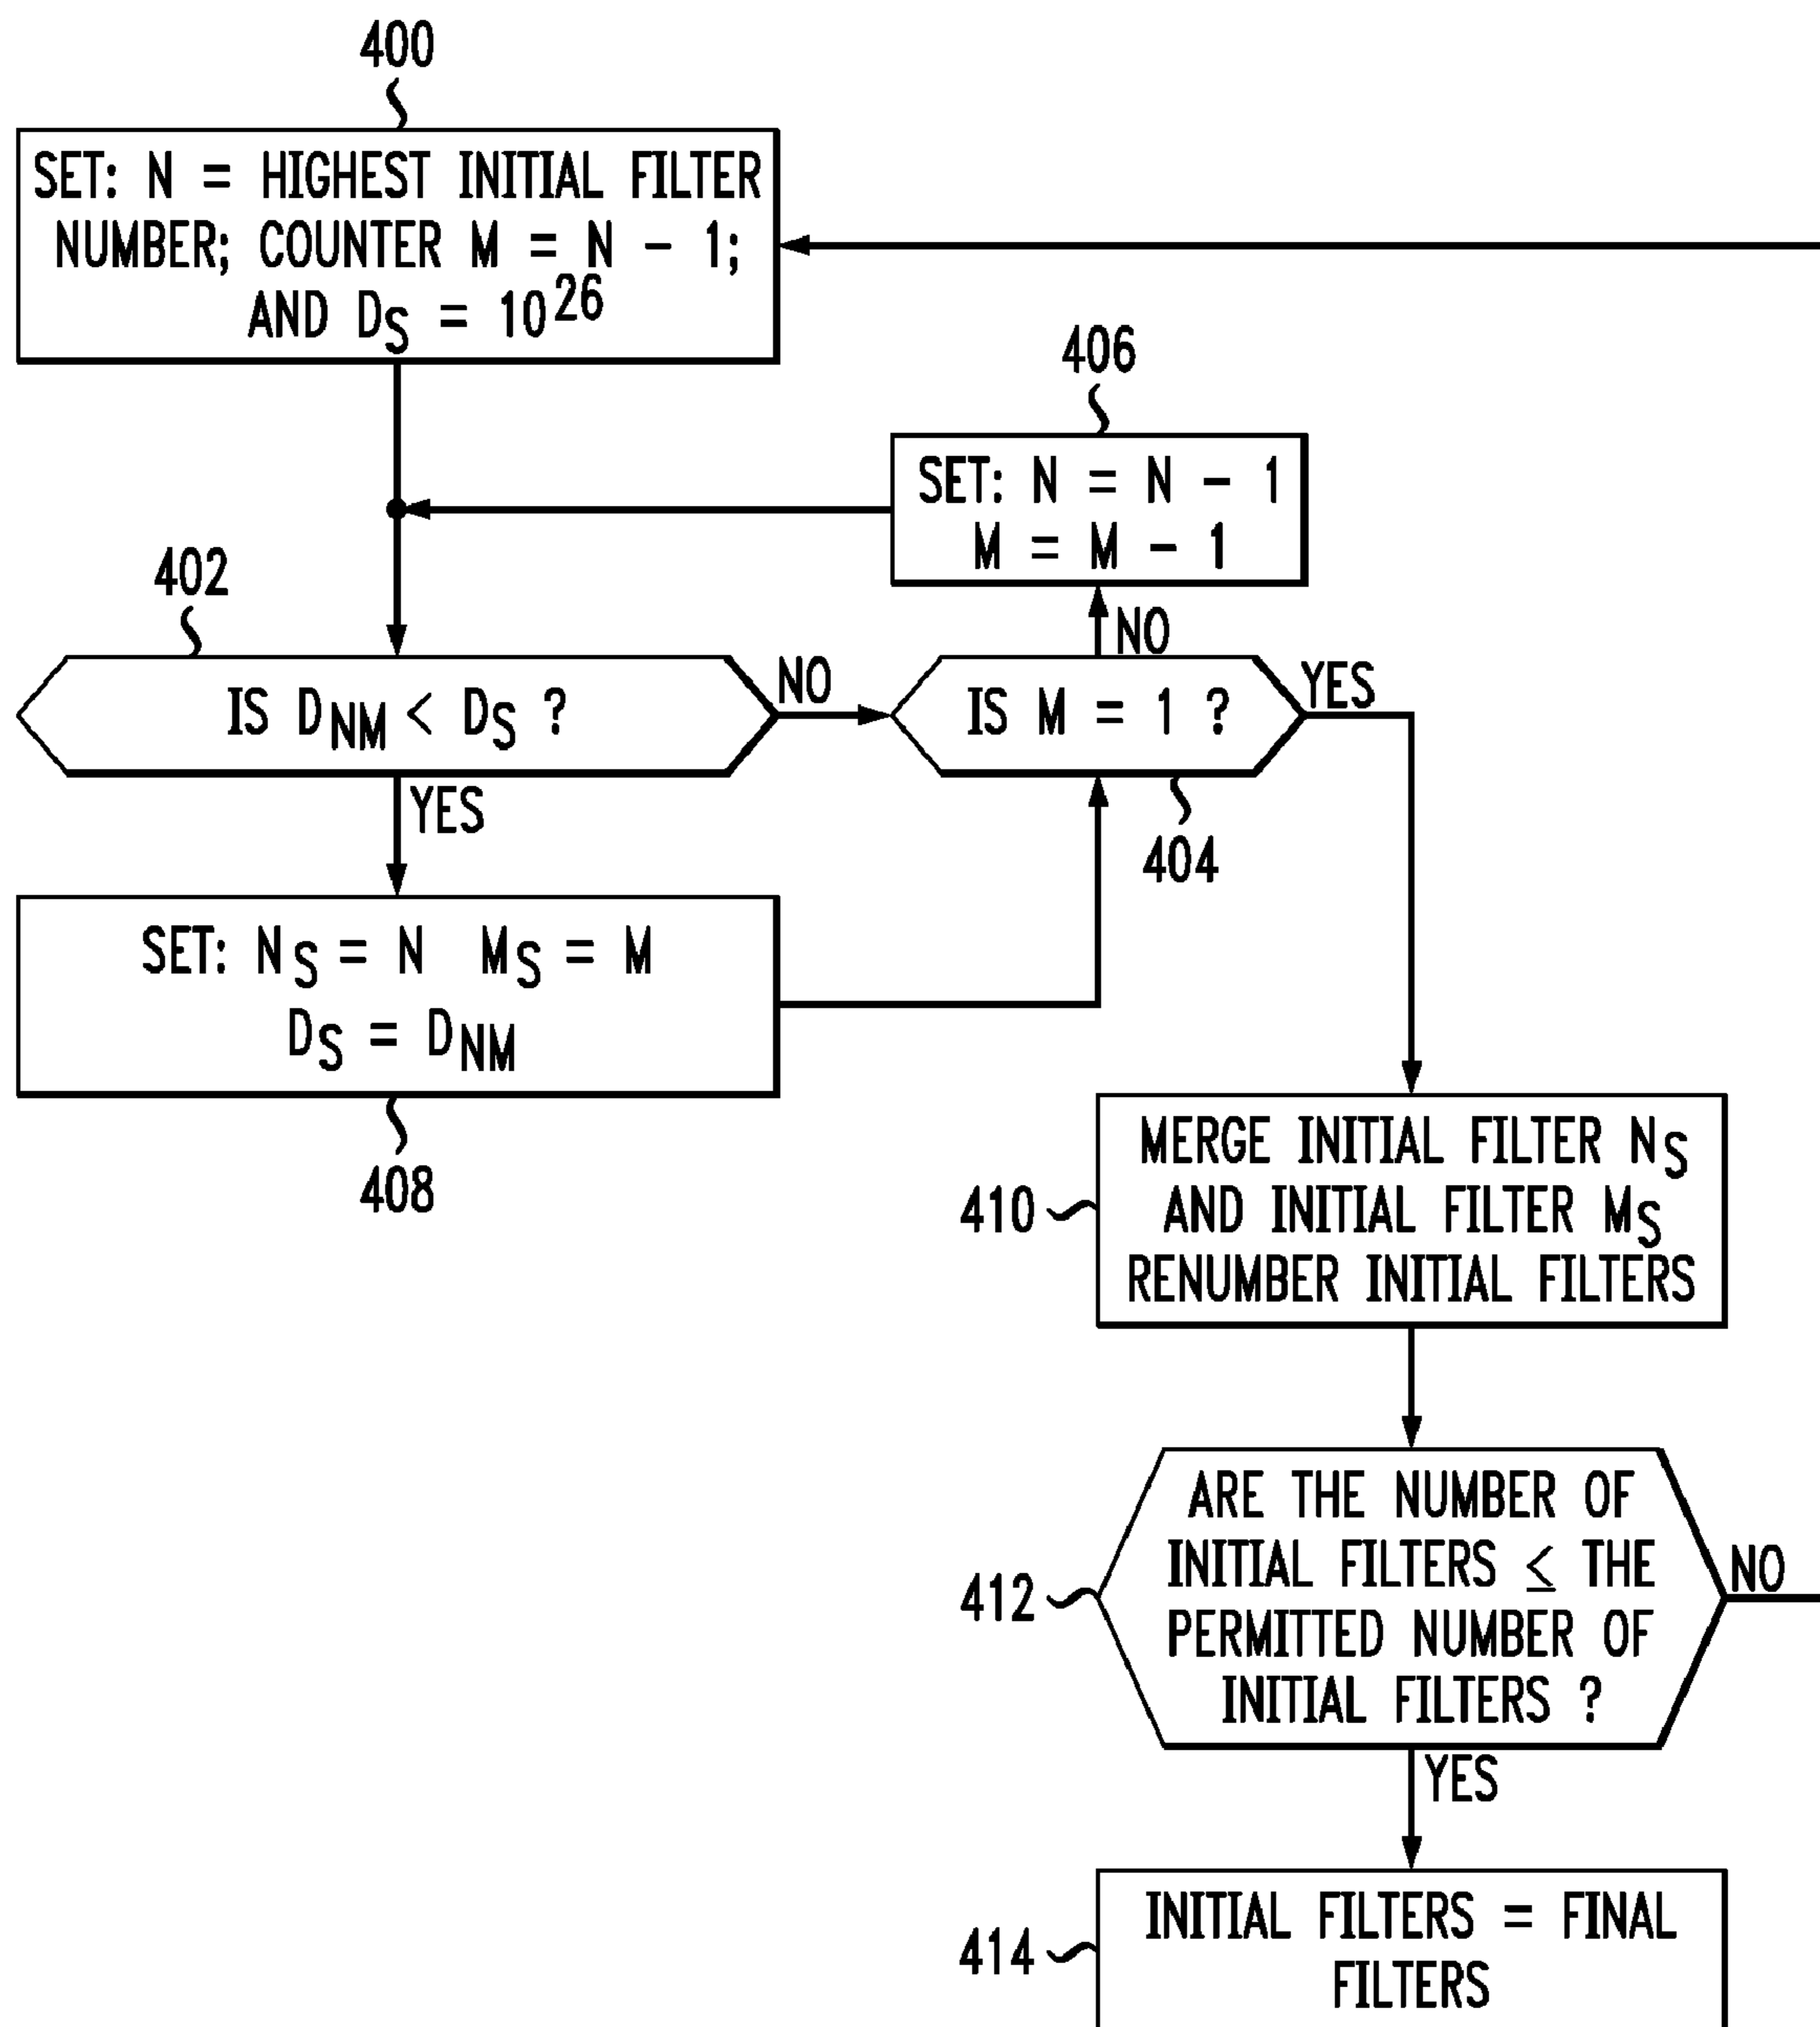 400
SET: N = HIGHEST INITIAL FILTER
NUMBER; COUNTER M = N - 1;
AND DS = 10^26
406
SET: N = N - 1
M = M - 1
402
NO
IS DNM < DS ?
NO
IS M = 1 ?
YES
YES
404
SET: NS = N MS = M
DS = DNM
408
410
MERGE INITIAL FILTER NS
AND INITIAL FILTER MS
RENUMBER INITIAL FILTERS
412
ARE THE NUMBER OF
INITIAL FILTERS ≤ THE
PERMITTED NUMBER OF
INITIAL FILTERS ?
NO
YES
414
INITIAL FILTERS = FINAL
FILTERS